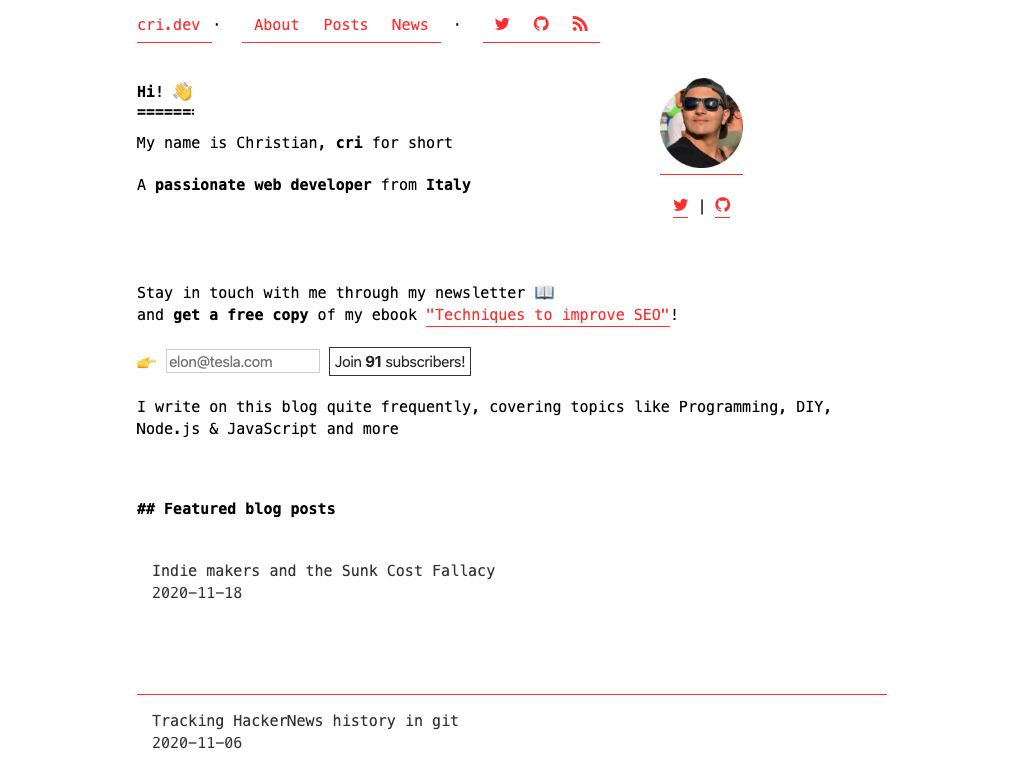 cri.dev · About Posts News ·
Hi! 👋
======
My name is Christian, cri for short
A passionate web developer from Italy
|
Stay in touch with me through my newsletter 📖
and get a free copy of my ebook "Techniques to improve SEO"!
👉 elon@tesla.com Join 91 subscribers!
I write on this blog quite frequently, covering topics like Programming, DIY,
Node.js & JavaScript and more
## Featured blog posts
Indie makers and the Sunk Cost Fallacy
2020-11-18
Tracking HackerNews history in git
2020-11-06